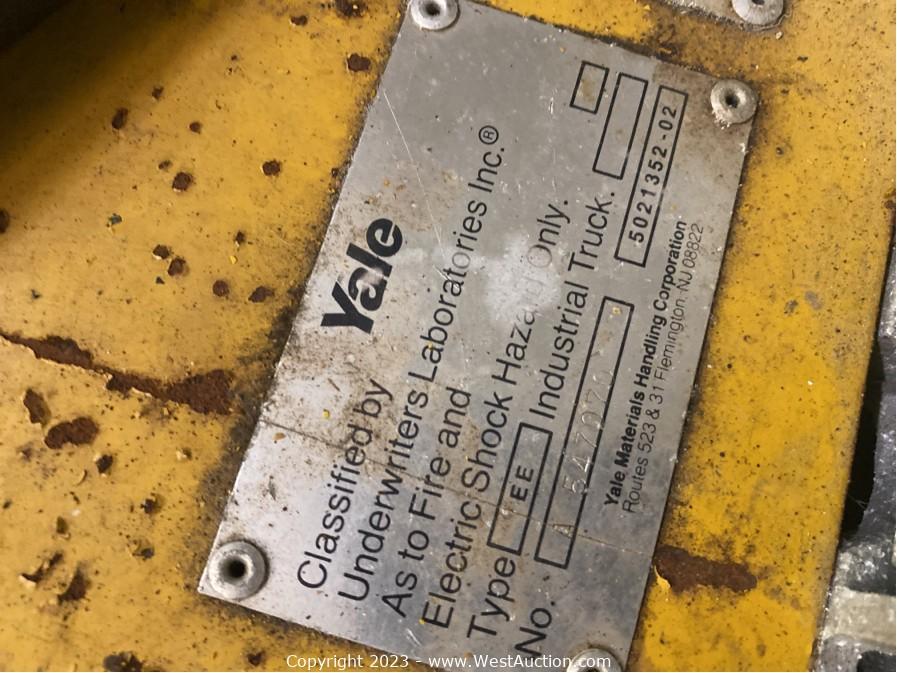 Yale
Classified by
Underwriters Laboratories Inc.®
As to Fire and
Electric Shock Hazard Only.
Type EE Industrial Truck.
No. A
5021352-02
Yale Materials Handling Corporation
Routes 523 & 31 Flemington NJ 08822
Copyright 2023 - www.WestAuction.com